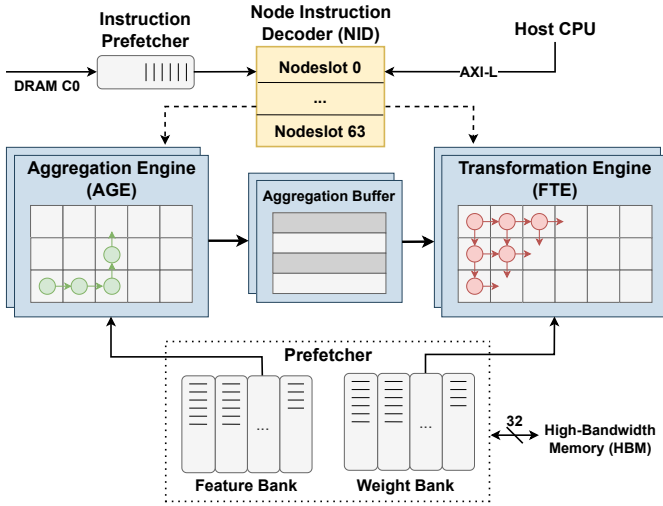 Instruction
Prefetcher
Node Instruction
Decoder (NID)
Host CPU
DRAM C0
Nodeslot 0
...
Nodeslot 63
AXI-L
Aggregation Engine
(AGE)
Aggregation Buffer
Transformation Engine
(FTE)
Prefetcher
...
...
Feature Bank
Weight Bank
32
High-Bandwidth
Memory (HBM)